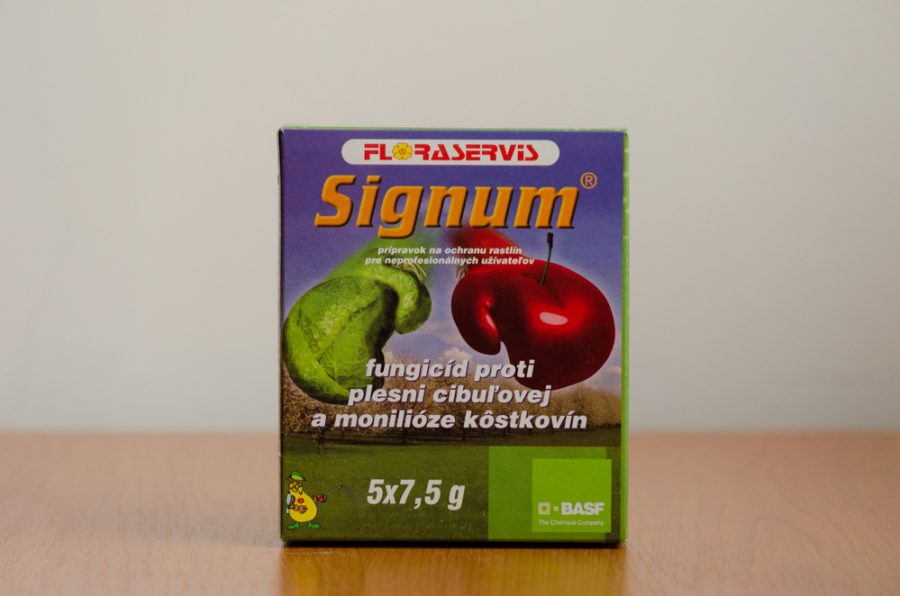 FLORASERVIS
Signum®
prípravok na ochranu rastlín
pre neprofesionálnych užívateľov
fungicíd proti
plesni cibuľovej
a monilióze kôstkovín
5x7,5 g
BASF
The Chemical Company